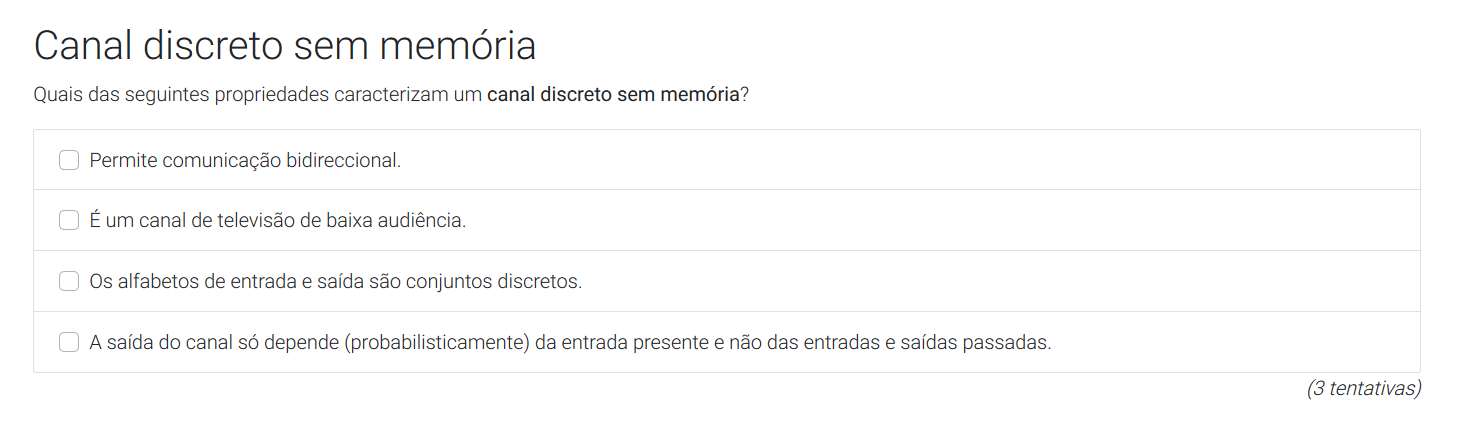 Canal discreto sem memória
Quais das seguintes propriedades caracterizam um canal discreto sem memória?
Permite comunicação bidireccional.
É um canal de televisão de baixa audiência.
Os alfabetos de entrada e saída são conjuntos discretos.
A saída do canal só depende (probabilisticamente) da entrada presente e não das entradas e saídas passadas.
(3 tentativas)